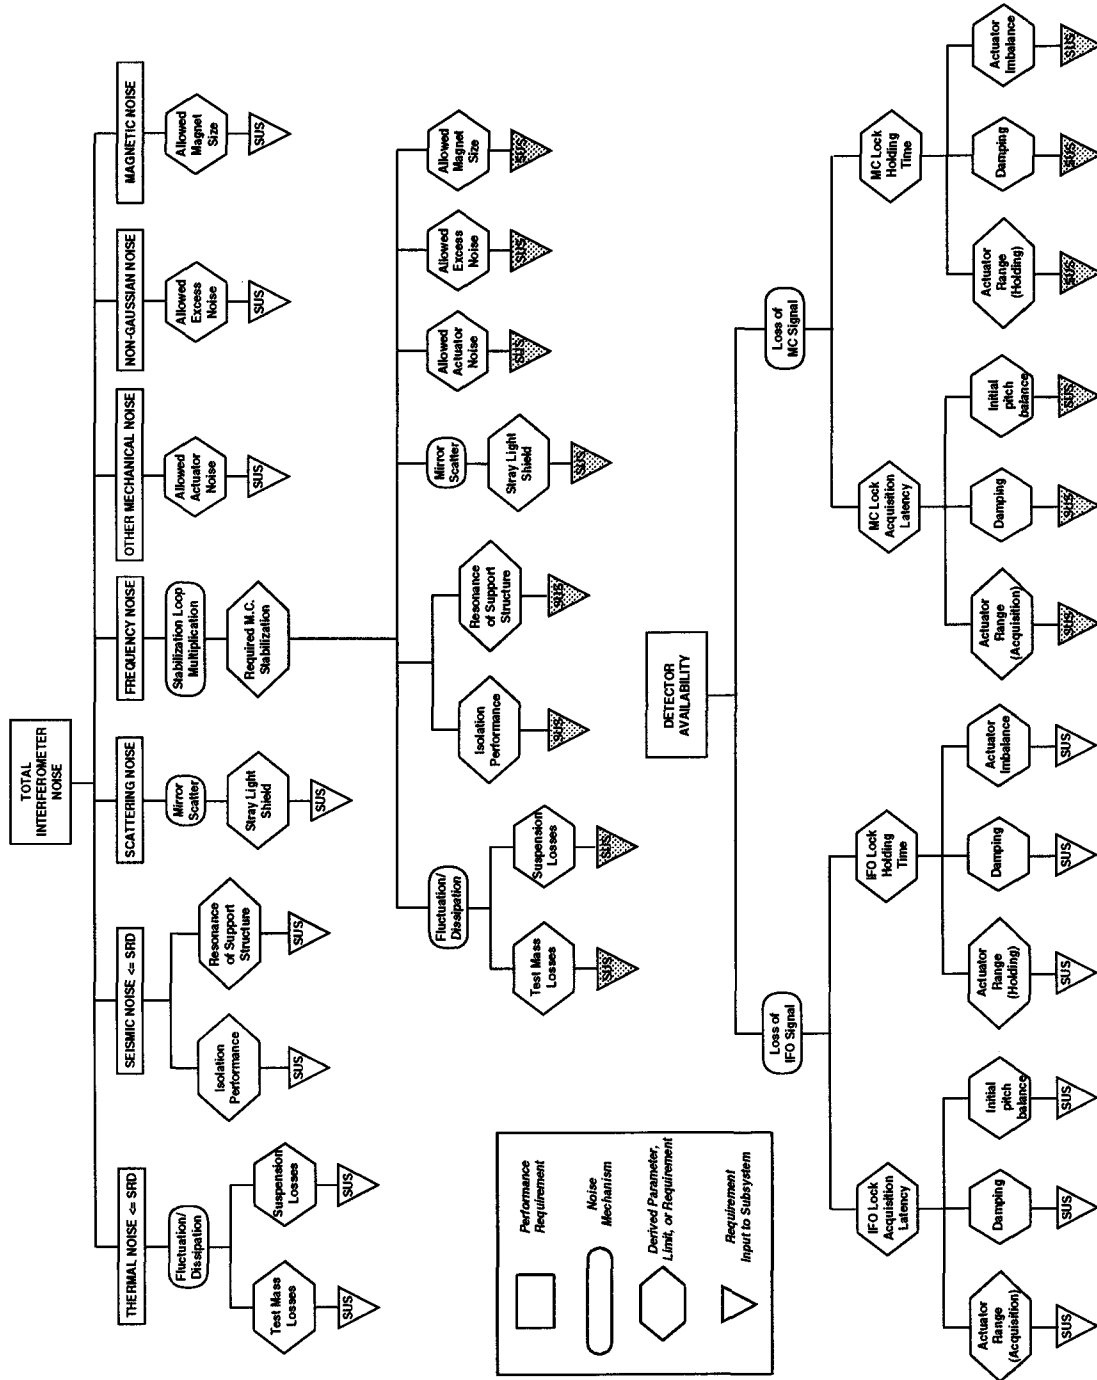 TOTAL
INTERFEROMETER
NOISE
THERMAL NOISE <= SRD
Fluctuation/
Dissipation
Test Mass
Losses
SUS
Suspension
Losses
SUS
SEISMIC NOISE <= SRD
Isolation
Performance
SUS
Resonance
of Support
Structure
SUS
SCATTERING NOISE
Mirror
Scatter
Stray Light
Shield
SUS
FREQUENCY NOISE
Stabilization Loop
Multiplication
Required M.C.
Stabilization
OTHER MECHANICAL NOISE
Allowed
Actuator
Noise
SUS
NON-GAUSSIAN NOISE
Allowed
Excess
Noise
SUS
MAGNETIC NOISE
Allowed
Magnet
Size
SUS
Fluctuation/
Dissipation
Test Mass
Losses
SUS
Suspension
Losses
SUS
Isolation
Performance
SUS
Resonance
of Support
Structure
SUS
Mirror
Scatter
Stray Light
Shield
SUS
Allowed
Actuator
Noise
SUS
Allowed
Excess
Noise
SUS
Allowed
Magnet
Size
SUS
Performance
Requirement
Noise
Mechanism
Derived Parameter,
Limit, or Requirement
Requirement
Input to Subsystem
DETECTOR
AVAILABILITY
Loss of
IFO Signal
IFO Lock
Acquisition
Latency
Actuator
Range
(Acquisition)
SUS
Damping
SUS
Initial
pitch
balance
SUS
IFO Lock
Holding
Time
Actuator
Range
(Holding)
SUS
Damping
SUS
Actuator
Imbalance
SUS
Loss of
MC Signal
MC Lock
Acquisition
Latency
Actuator
Range
(Acquisition)
SUS
Damping
SUS
Initial
pitch
balance
SUS
MC Lock
Holding
Time
Actuator
Range
(Holding)
SUS
Damping
SUS
Actuator
Imbalance
SUS